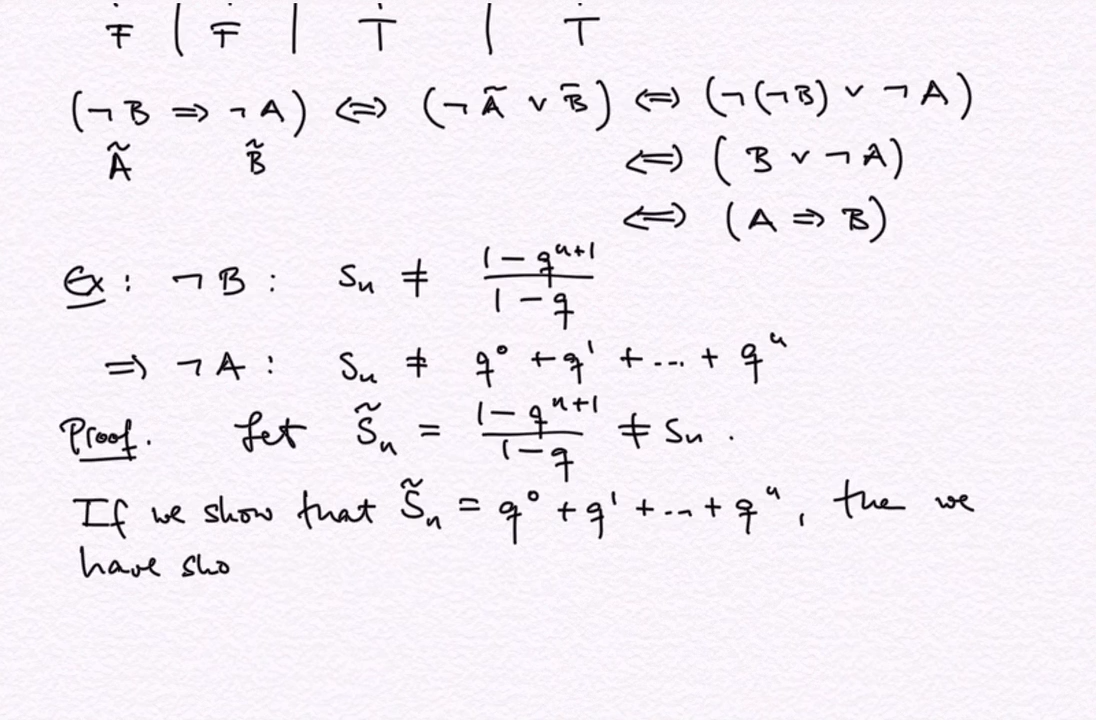 F | F | T | T
(¬ B ⇒ ¬ A) ⇔ (¬ Ã ∨ B̃) ⇔ (¬(¬B) ∨ ¬ A)
Ã B̃ ⇔ ( B ∨ ¬ A)
⇔ (A ⇒ B)
Ex: ¬ B : Sₙ ≠ (1 - qⁿ⁺¹)/(1 - q)
⇒ ¬ A : Sₙ ≠ q⁰ + q¹ + ... + qⁿ
Proof. Let S̃ₙ = (1 - qⁿ⁺¹)/(1 - q) ≠ Sₙ .
If we show that S̃ₙ = q⁰ + q¹ + ... + qⁿ, the we
have sho